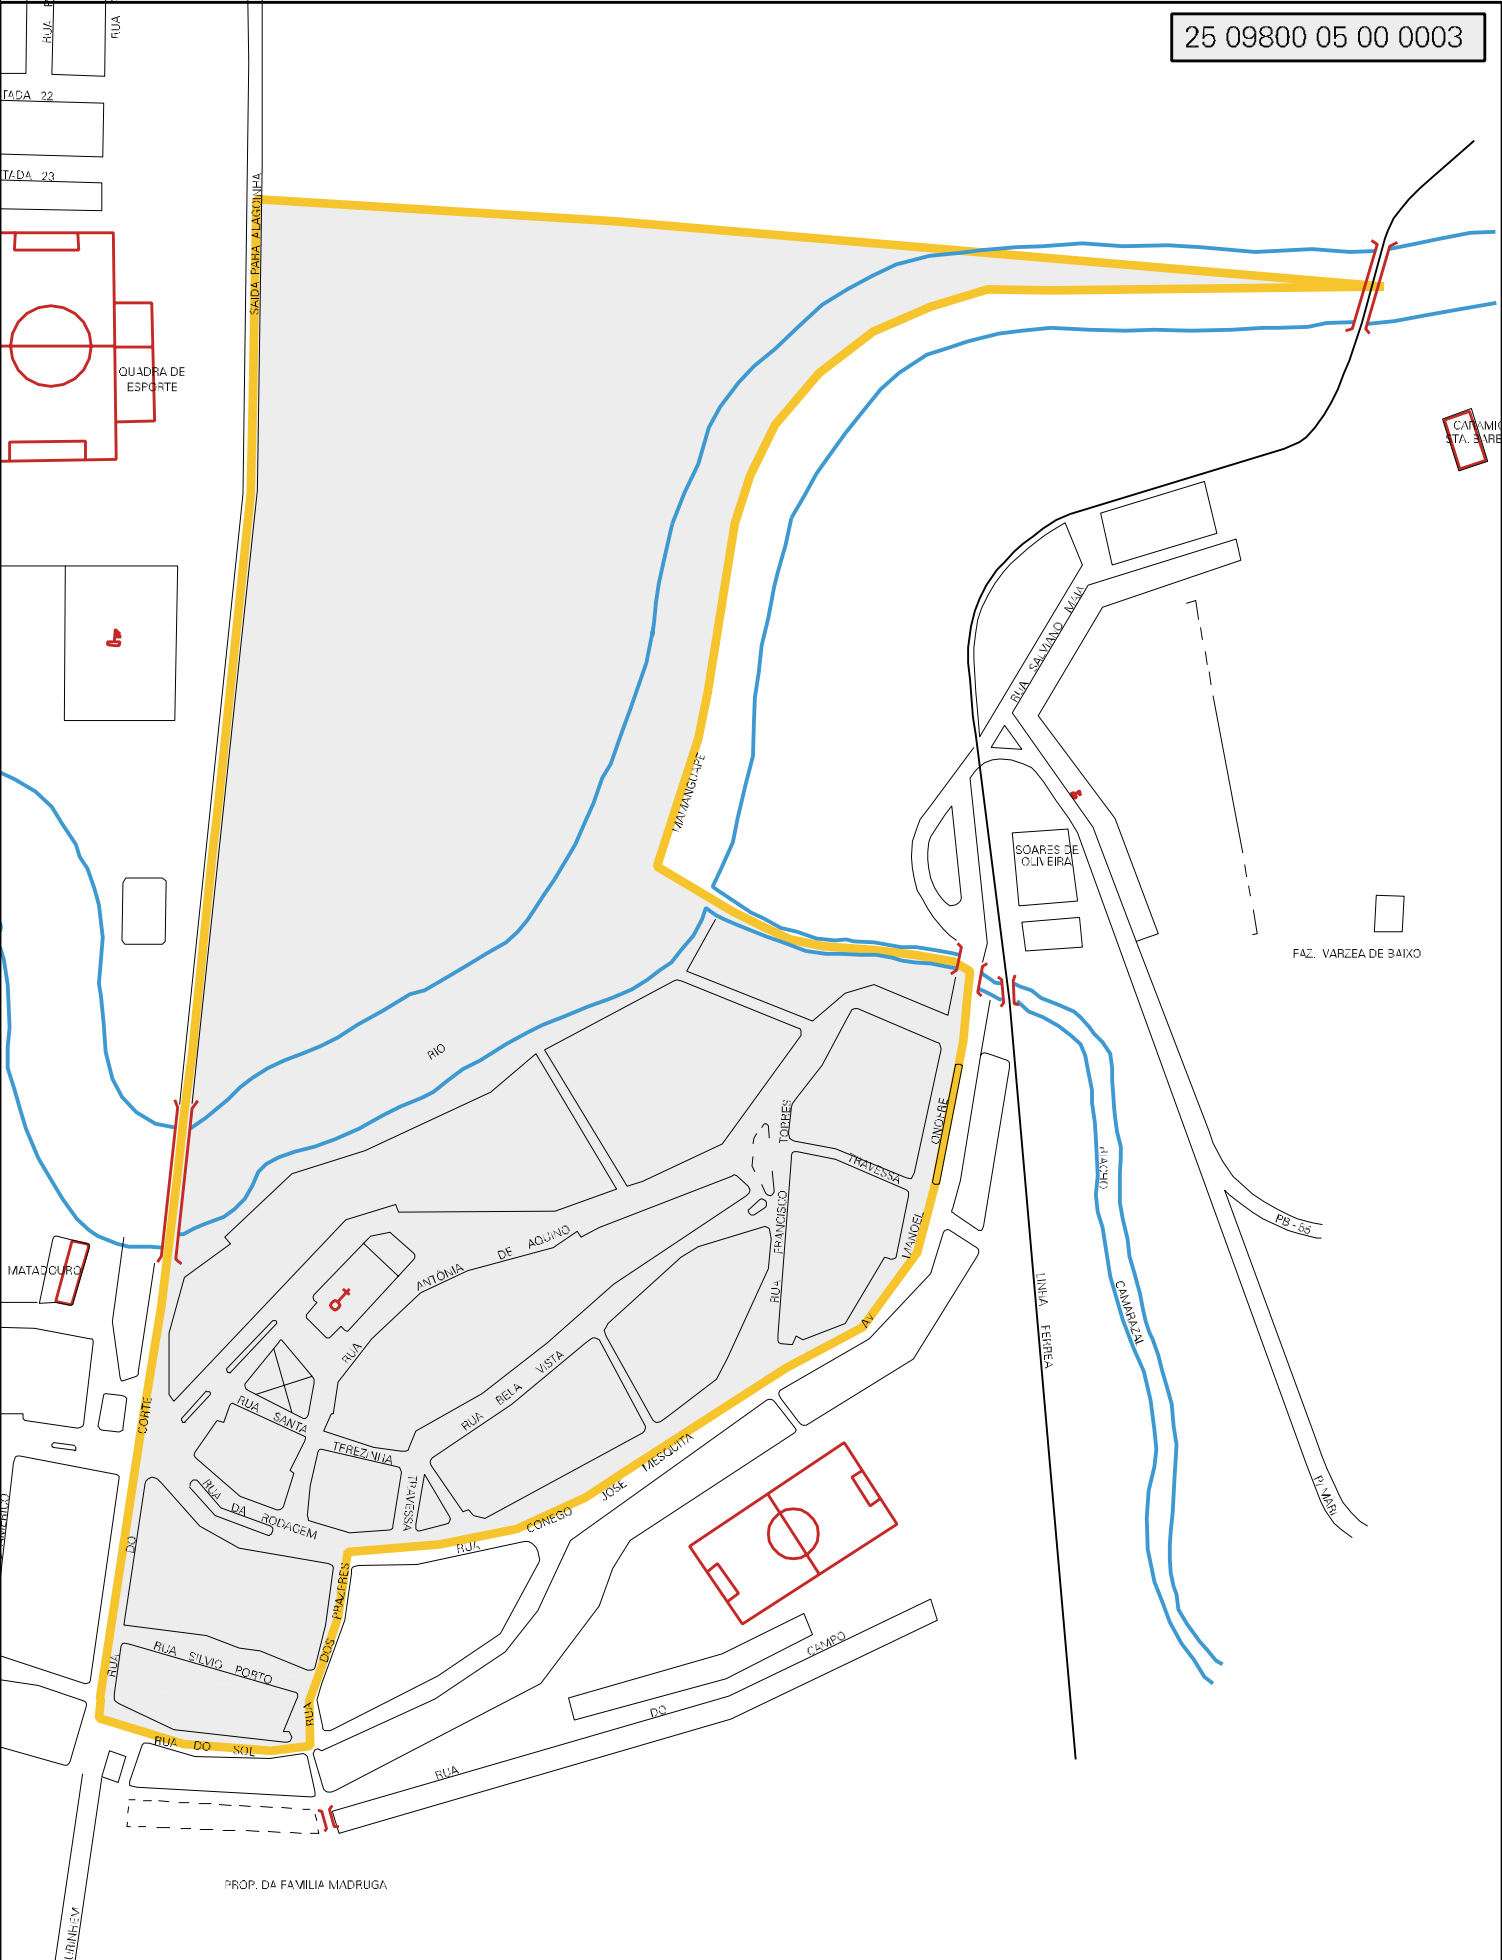 25 09800 05 00 0003
RUA
RUA
TADA 22
TADA 23
SAIDA PARA ALAGOINHA
QUADRA DE
ESPORTE
STA.
RUA SALVIANO MAIA
MAMANGUAPE
SOARES DE
OLIVEIRA
FAZ. VARZEA DE BAIXO
RIO
TORRES
ONOFRE
TRAVESSA
RIACHO
FRANCISCO
RUA
MANOEL
AV
PB - 55
MATADOURO
RUA ANTÔNIA DE AQUINO
LINHA FERREA
CAMARAZAL
RUA BELA VISTA
CORTE
DO
RUA
RUA SANTA
TEREZINHA
TRAVESSA
RUA DA RODAGEM
RUA CONEGO JOSE MESQUITA
P/ MARI
RUA DOS PRAZERES
RUA SILVIO PORTO
RUA DO SOL
RUA DO CAMPO
PROP. DA FAMILIA MADRUGA